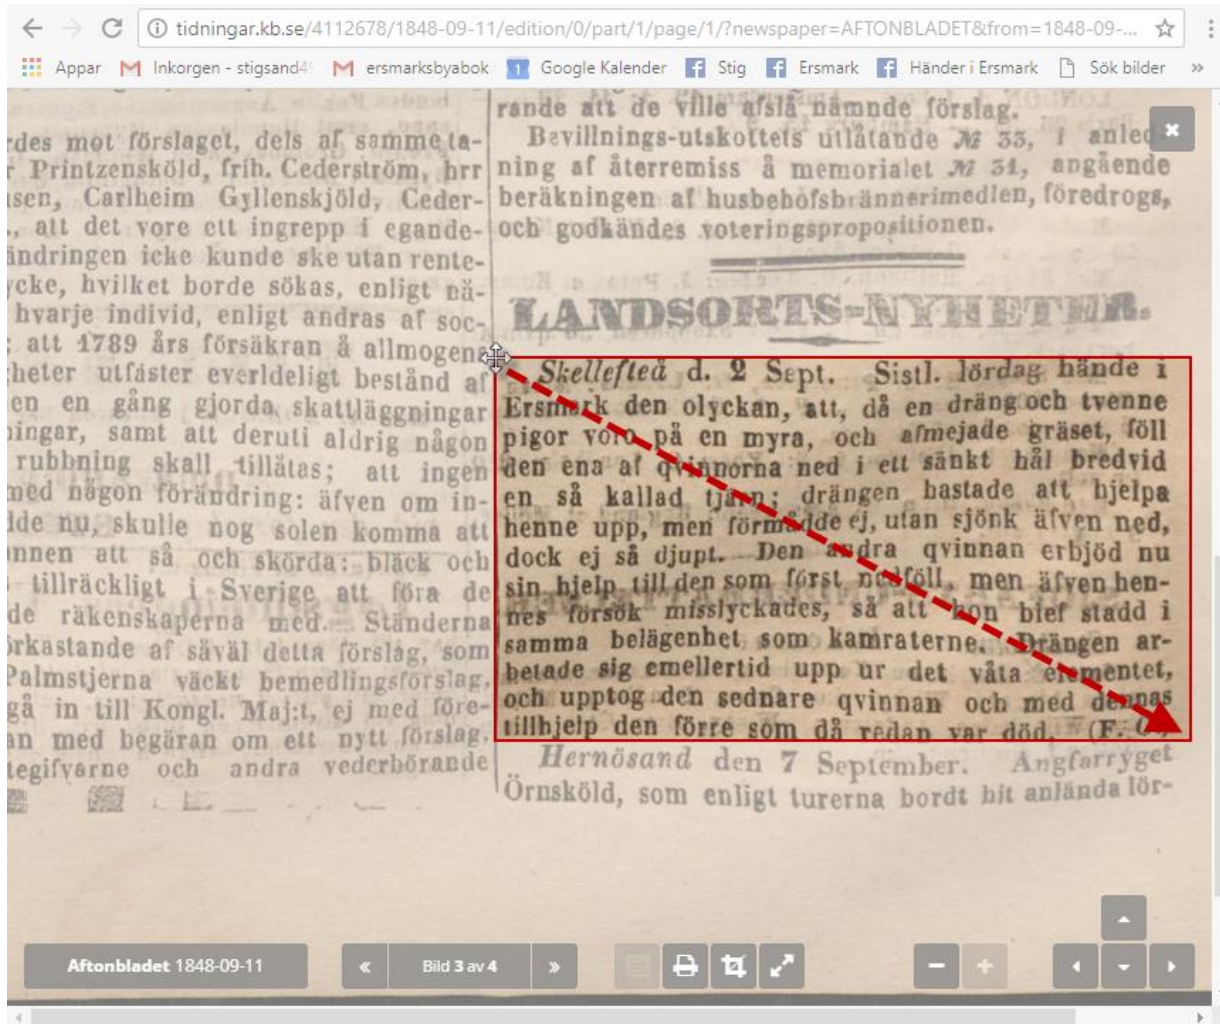 tidningar.kb.se/4112678/1848-09-11/edition/0/part/1/page/1/?newspaper=AFTONBLADET&from=1848-09-...
Appar Inkorgen - stigsand4 ersmarksbyabok Google Kalender Stig Ersmark Händer i Ersmark Sök bilder »
rdes mot förslaget, dels af samme ta-
r Printzensköld, frih. Cederström, hrr
sen, Carlheim Gyllenskjöld, Ceder-
., att det vore ett ingrepp i egande-
ändringen icke kunde ske utan rente-
ycke, hvilket borde sökas, enligt nä-
hvarje individ, enligt andras af soc-
; att 1789 års försäkran å allmogens
heter utfäster everldeligt bestånd af
en en gång gjorda skattläggningar
ningar, samt att deruti aldrig någon
rubbning skall tillåtas; att ingen
med någon förändring: äfven om in-
lde nu, skulle nog solen komma att
nnen att så och skörda: bläck och
tillräckligt i Sverige att föra de
de räkenskaperna med. Ständerna
orkastande af såväl detta förslag, som
Palmstjerna väckt bemedlingsförslag,
gå in till Kongl. Maj:t, ej med före-
an med begäran om ett nytt förslag.
tegifvarne och andra vederbörande
rande att de ville afslå nämnde förslag.
Bevillnings-utskottets utlåtande № 33, i anled-
ning af återremiss å memorialet № 31, angående
beräkningen af husbehofsbrännerimedlen, föredrogs,
och godkändes voteringspropositionen.
LANDSORTS-NYHETER.
Skellefteå d. 2 Sept. Sistl. lördag hände i
Ersmark den olyckan, att, då en dräng och tvenne
pigor voro på en myra, och afmejade gräset, föll
den ena af qvinnorna ned i ett sänkt hål bredvid
en så kallad tjärn; drängen hastade att hjelpa
henne upp, men förmådde ej, utan sjönk äfven ned,
dock ej så djupt. Den andra qvinnan erbjöd nu
sin hjelp till den som först nedföll, men äfven hen-
nes försök misslyckades, så att hon blef stadd i
samma belägenhet som kamraterne. Drängen ar-
betade sig emellertid upp ur det våta elementet,
och upptog den sednare qvinnan och med dennas
tillhjelp den förre som då redan var död. (F.
Hernösand den 7 September. Ångfarryget
Örnsköld, som enligt turerna bordt hit anlända lör-
Aftonbladet 1848-09-11
« Bild 3 av 4 »